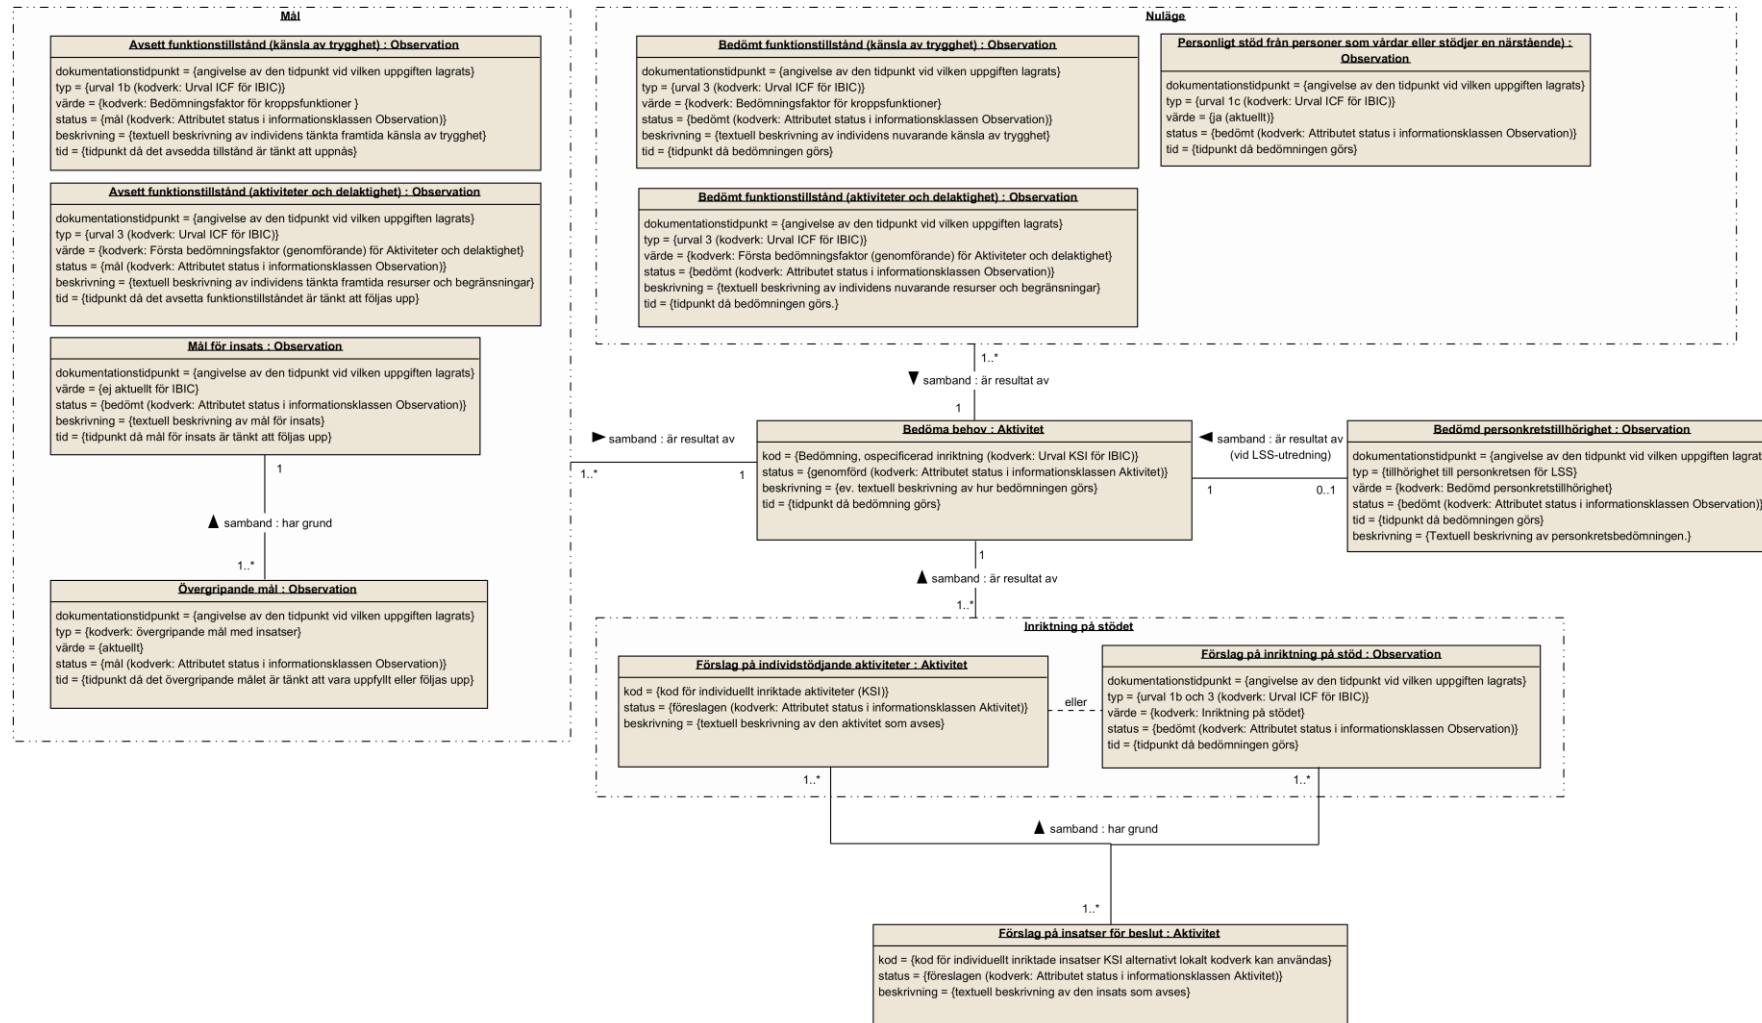 Mål
Avsett funktionstillstånd (känsla av trygghet) : Observation
dokumentationstidpunkt = {angivelse av den tidpunkt vid vilken uppgiften lagrats}
typ = {urval 1b (kodverk: Urval ICF för IBIC)}
värde = {kodverk: Bedömningsfaktor för kroppsfunktioner }
status = {mål (kodverk: Attributet status i informationsklassen Observation)}
beskrivning = {textuell beskrivning av individens tänkta framtida känsla av trygghet}
tid = {tidpunkt då det avsedda tillstånd är tänkt att uppnås}
Avsett funktionstillstånd (aktiviteter och delaktighet) : Observation
dokumentationstidpunkt = {angivelse av den tidpunkt vid vilken uppgiften lagrats}
typ = {urval 3 (kodverk: Urval ICF för IBIC)}
värde = {kodverk: Första bedömningsfaktor (genomförande) för Aktiviteter och delaktighet}
status = {mål (kodverk: Attributet status i informationsklassen Observation)}
beskrivning = {textuell beskrivning av individens tänkta framtida resurser och begränsningar}
tid = {tidpunkt då det avsetta funktionstillståndet är tänkt att följas upp}
Mål för insats : Observation
dokumentationstidpunkt = {angivelse av den tidpunkt vid vilken uppgiften lagrats}
värde = {ej aktuellt för IBIC}
status = {bedömt (kodverk: Attributet status i informationsklassen Observation)}
beskrivning = {textuell beskrivning av mål för insats}
tid = {tidpunkt då mål för insats är tänkt att följas upp}
1
samband : har grund
1..*
Övergripande mål : Observation
dokumentationstidpunkt = {angivelse av den tidpunkt vid vilken uppgiften lagrats}
typ = {kodverk: övergripande mål med insatser}
värde = {aktuellt}
status = {mål (kodverk: Attributet status i informationsklassen Observation)}
tid = {tidpunkt då det övergripande målet är tänkt att vara uppfyllt eller följas upp}
Nuläge
Bedömt funktionstillstånd (känsla av trygghet) : Observation
dokumentationstidpunkt = {angivelse av den tidpunkt vid vilken uppgiften lagrats}
typ = {urval 3 (kodverk: Urval ICF för IBIC)}
värde = {kodverk: Bedömningsfaktor för kroppsfunktioner}
status = {bedömt (kodverk: Attributet status i informationsklassen Observation)}
beskrivning = {textuell beskrivning av individens nuvarande känsla av trygghet}
tid = {tidpunkt då bedömningen görs}
Personligt stöd från personer som vårdar eller stödjer en närstående) :
Observation
dokumentationstidpunkt = {angivelse av den tidpunkt vid vilken uppgiften lagrats}
typ = {urval 1c (kodverk: Urval ICF för IBIC)}
värde = {ja (aktuellt)}
status = {bedömt (kodverk: Attributet status i informationsklassen Observation)}
tid = {tidpunkt då bedömningen görs}
Bedömt funktionstillstånd (aktiviteter och delaktighet) : Observation
dokumentationstidpunkt = {angivelse av den tidpunkt vid vilken uppgiften lagrats}
typ = {urval 3 (kodverk: Urval ICF för IBIC)}
värde = {kodverk: Första bedömningsfaktor (genomförande) för Aktiviteter och delaktighet}
status = {bedömt (kodverk: Attributet status i informationsklassen Observation)}
beskrivning = {textuell beskrivning av individens nuvarande resurser och begränsningar}
tid = {tidpunkt då bedömningen görs.}
1..*
samband : är resultat av
1
samband : är resultat av
1..*
1
Bedöma behov : Aktivitet
kod = {Bedömning, ospecificerad inriktning (kodverk: Urval KSI för IBIC)}
status = {genomförd (kodverk: Attributet status i informationsklassen Aktivitet)}
beskrivning = {ev. textuell beskrivning av hur bedömningen görs}
tid = {tidpunkt då bedömning görs}
samband : är resultat av
(vid LSS-utredning)
1
0..1
Bedömd personkretstillhörighet : Observation
dokumentationstidpunkt = {angivelse av den tidpunkt vid vilken uppgiften lagrat
typ = {tillhörighet till personkretsen för LSS}
värde = {kodverk: Bedömd personkretstillhörighet}
status = {bedömt (kodverk: Attributet status i informationsklassen Observation)}
tid = {tidpunkt då bedömningen görs}
beskrivning = {Textuell beskrivning av personkretsbedömningen.}
1
samband : är resultat av
1..*
Inriktning på stödet
Förslag på individstödjande aktiviteter : Aktivitet
kod = {kod för individuellt inriktade aktiviteter (KSI)}
status = {föreslagen (kodverk: Attributet status i informationsklassen Aktivitet)}
beskrivning = {textuell beskrivning av den aktivitet som avses}
eller
Förslag på inriktning på stöd : Observation
dokumentationstidpunkt = {angivelse av den tidpunkt vid vilken uppgiften lagrats}
typ = {urval 1b och 3 (kodverk: Urval ICF för IBIC)}
värde = {kodverk: Inriktning på stödet}
status = {bedömt (kodverk: Attributet status i informationsklassen Observation)}
tid = {tidpunkt då bedömningen görs}
1..*
1..*
samband : har grund
1..*
Förslag på insatser för beslut : Aktivitet
kod = {kod för individuellt inriktade insatser KSI alternativt lokalt kodverk kan användas}
status = {föreslagen (kodverk: Attributet status i informationsklassen Aktivitet)}
beskrivning = {textuell beskrivning av den insats som avses}